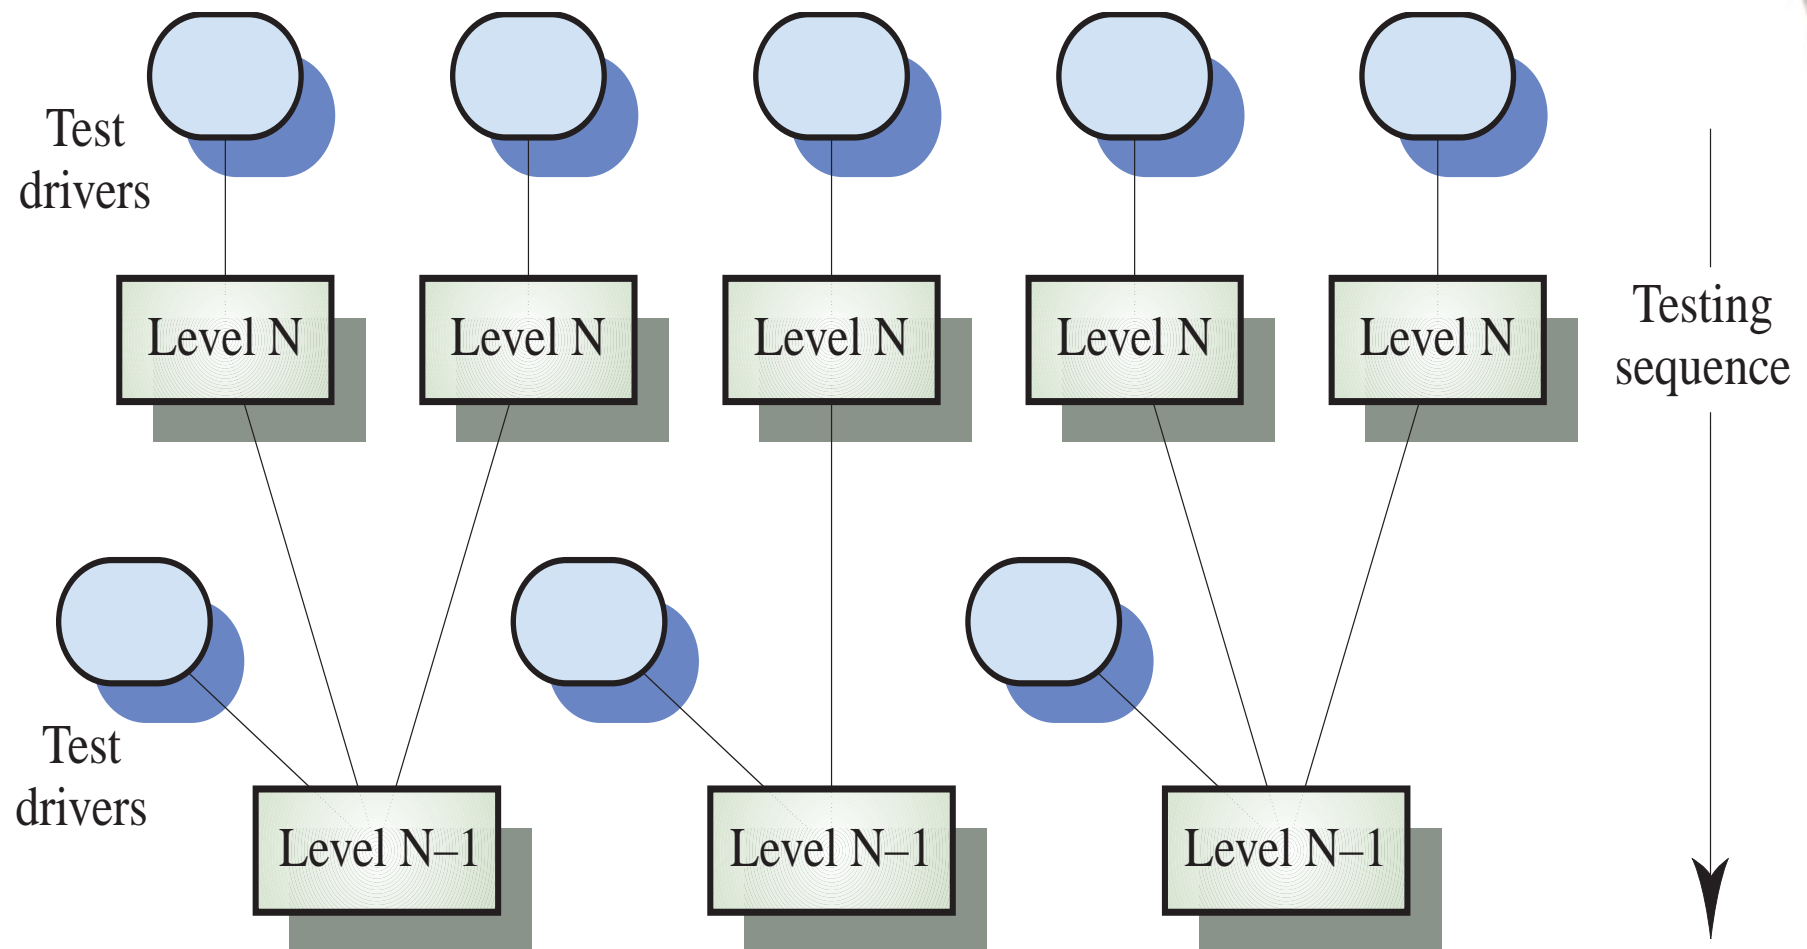 Test
drivers
Level N
Level N
Level N
Level N
Level N
Testing
sequence
Test
drivers
Level N–1
Level N–1
Level N–1